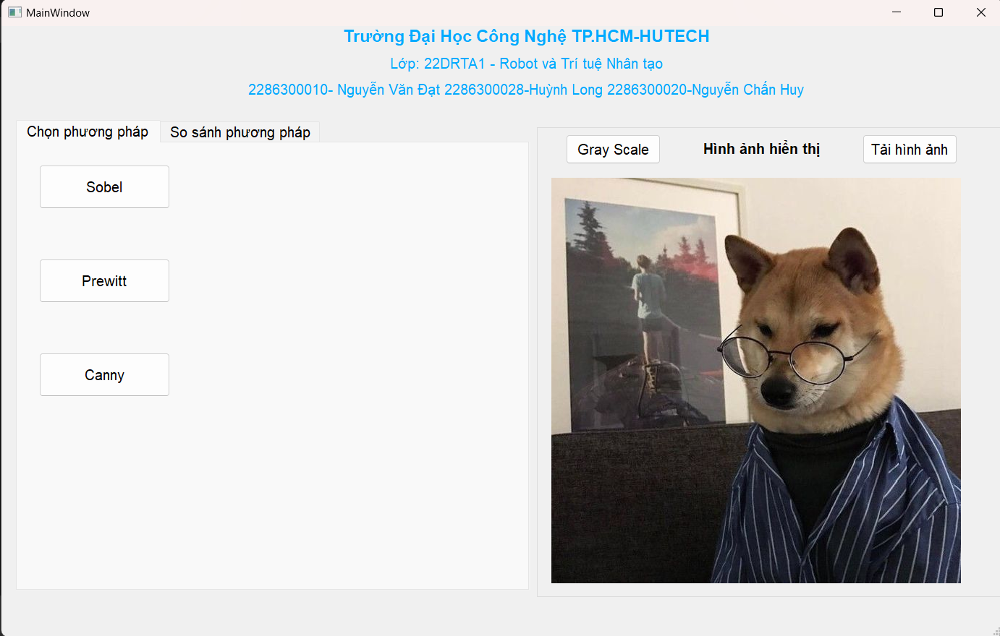 MainWindow
Trường Đại Học Công Nghệ TP.HCM-HUTECH
Lớp: 22DRTA1 - Robot và Trí tuệ Nhân tạo
2286300010- Nguyễn Văn Đạt 2286300028-Huỳnh Long 2286300020-Nguyễn Chấn Huy
Chọn phương pháp
So sánh phương pháp
Sobel
Prewitt
Canny
Gray Scale
Hình ảnh hiển thị
Tải hình ảnh